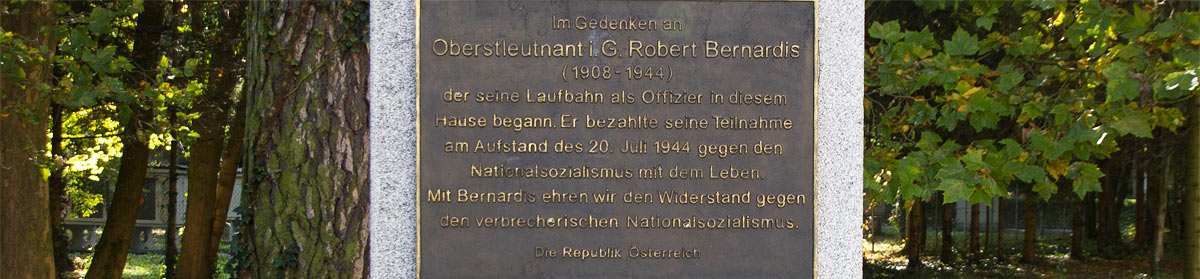 Im Gedenken an
Oberstleutnant i.G. Robert Bernardis
(1908-1944)
der seine Laufbahn als Offizier in diesem
Hause begann. Er bezahlte seine Teilnahme
am Aufstand des 20. Juli 1944 gegen den
Nationalsozialismus mit dem Leben.
Mit Bernardis ehren wir den Widerstand gegen
den verbrecherischen Nationalsozialismus.
Die Republik Österreich